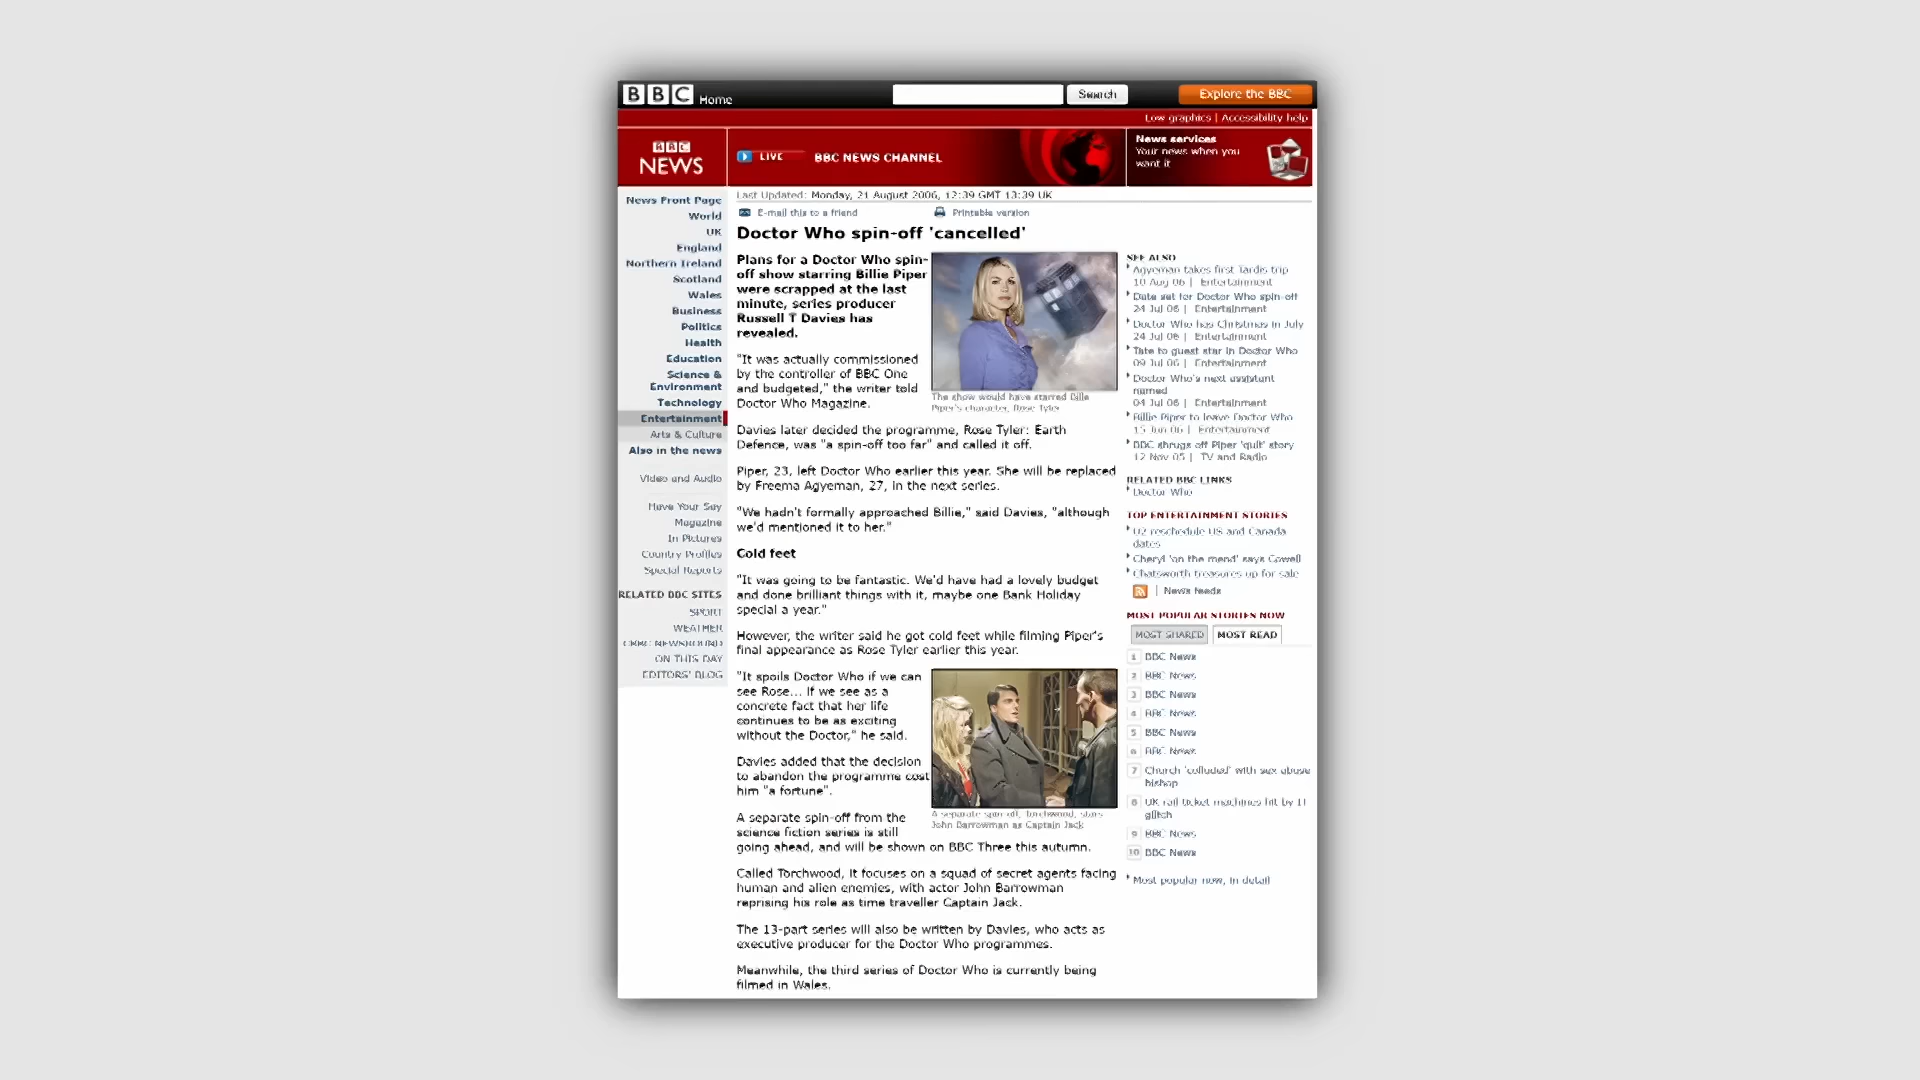 BBC Home
Search
Explore the BBC
Low graphics | Accessibility help
BBC
NEWS
LIVE
BBC NEWS CHANNEL
News services
Your news when you
want it
News Front Page
World
UK
England
Northern Ireland
Scotland
Wales
Business
Politics
Health
Education
Science &
Environment
Technology
Entertainment
Arts & Culture
Also in the news
Video and Audio
Have Your Say
Magazine
In Pictures
Country Profiles
Special Reports
RELATED BBC SITES
SPORT
WEATHER
CBBC NEWSROUND
ON THIS DAY
EDITORS' BLOG
Last Updated: Monday, 21 August 2006, 12:39 GMT 13:39 UK
E-mail this to a friend
Printable version
Doctor Who spin-off 'cancelled'
Plans for a Doctor Who spin-
off show starring Billie Piper
were scrapped at the last
minute, series producer
Russell T Davies has
revealed.
"It was actually commissioned
by the controller of BBC One
and budgeted," the writer told
Doctor Who Magazine.
The show would have starred Billie
Piper's character, Rose Tyler
Davies later decided the programme, Rose Tyler: Earth
Defence, was "a spin-off too far" and called it off.
Piper, 23, left Doctor Who earlier this year. She will be replaced
by Freema Agyeman, 27, in the next series.
"We hadn't formally approached Billie," said Davies, "although
we'd mentioned it to her."
Cold feet
"It was going to be fantastic. We'd have had a lovely budget
and done brilliant things with it, maybe one Bank Holiday
special a year."
However, the writer said he got cold feet while filming Piper's
final appearance as Rose Tyler earlier this year.
"It spoils Doctor Who if we can
see Rose... If we see as a
concrete fact that her life
continues to be as exciting
without the Doctor," he said.
Davies added that the decision
to abandon the programme cost
him "a fortune".
A separate spin-off, Torchwood, stars
John Barrowman as Captain Jack
A separate spin-off from the
science fiction series is still
going ahead, and will be shown on BBC Three this autumn.
Called Torchwood, it focuses on a squad of secret agents facing
human and alien enemies, with actor John Barrowman
reprising his role as time traveller Captain Jack.
The 13-part series will also be written by Davies, who acts as
executive producer for the Doctor Who programmes.
Meanwhile, the third series of Doctor Who is currently being
filmed in Wales.
SEE ALSO
Agyeman takes first Tardis trip
10 Aug 06 | Entertainment
Date set for Doctor Who spin-off
24 Jul 06 | Entertainment
Doctor Who has Christmas in July
24 Jul 06 | Entertainment
Tate to guest star in Doctor Who
09 Jul 06 | Entertainment
Doctor Who's next assistant
named
04 Jul 06 | Entertainment
Billie Piper to leave Doctor Who
15 Jun 06 | Entertainment
BBC shrugs off Piper 'quit' story
12 Nov 05 | TV and Radio
RELATED BBC LINKS
Doctor Who
TOP ENTERTAINMENT STORIES
U2 reschedule US and Canada
dates
Cheryl 'on the mend' says Cowell
Chatsworth treasures up for sale
| News feeds
MOST POPULAR STORIES NOW
MOST SHARED
MOST READ
1 BBC News
2 BBC News
3 BBC News
4 BBC News
5 BBC News
6 BBC News
7 Church 'colluded' with sex abuse
bishop
8 UK rail ticket machines hit by IT
glitch
9 BBC News
10 BBC News
Most popular now, in detail